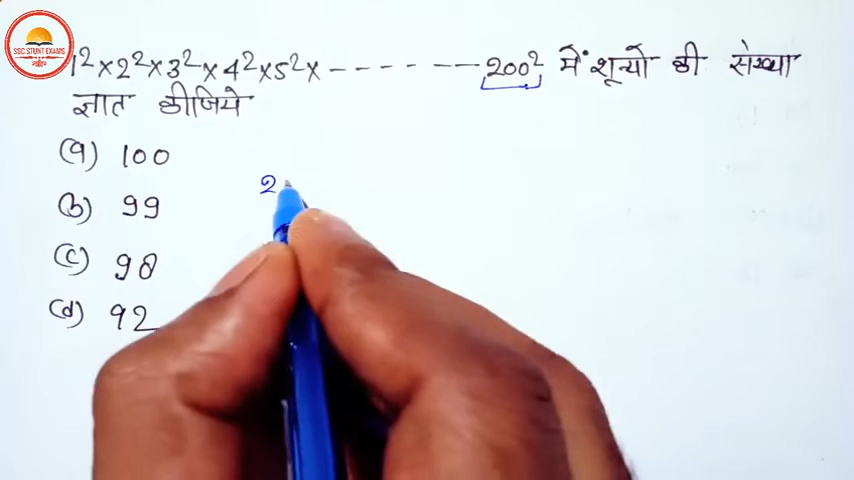 SSC STUNT EXAMS
1²×2²×3²×4²×5²×-------200² में शून्यो की संख्या
ज्ञात कीजिये
(a) 100
(b) 99
(c) 98
(d) 92
2